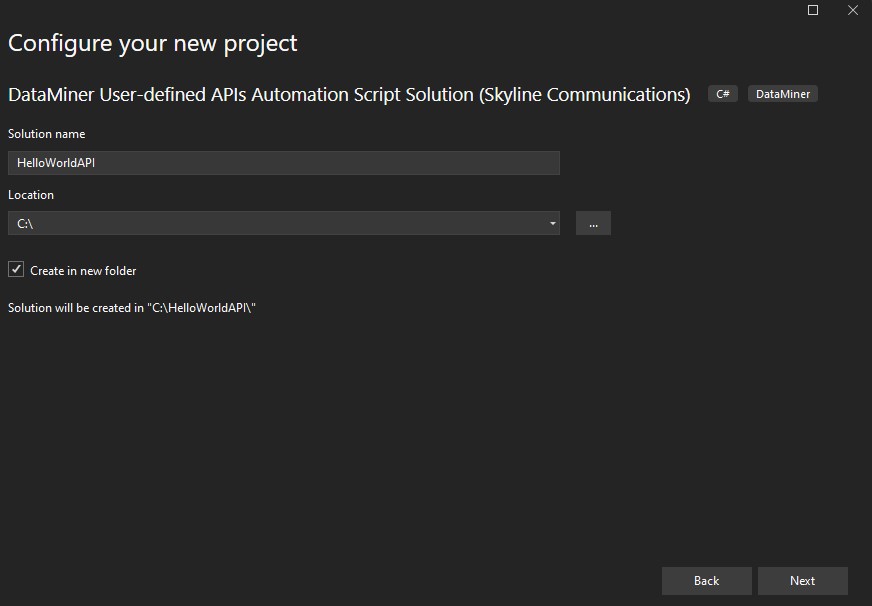 Configure your new project
DataMiner User-defined APIs Automation Script Solution (Skyline Communications) C# DataMiner
Solution name
HelloWorldAPI
Location
C:\
...
Create in new folder
Solution will be created in "C:\HelloWorldAPI\"
Back Next